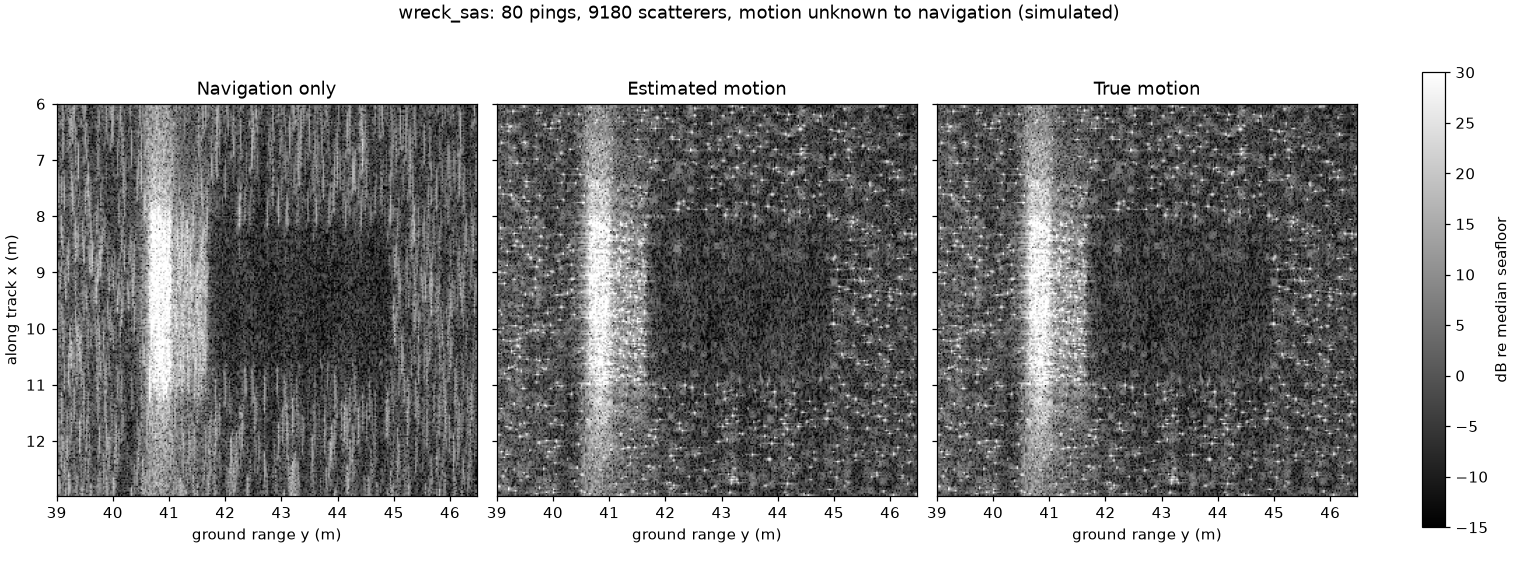 wreck_sas: 80 pings, 9180 scatterers, motion unknown to navigation (simulated)
Navigation only
Estimated motion
True motion
6
7
8
9
10
11
12
along track x (m)
39 40 41 42 43 44 45 46
39 40 41 42 43 44 45 46
39 40 41 42 43 44 45 46
ground range y (m)
ground range y (m)
ground range y (m)
30
25
20
15
10
5
0
−5
−10
−15
dB re median seafloor